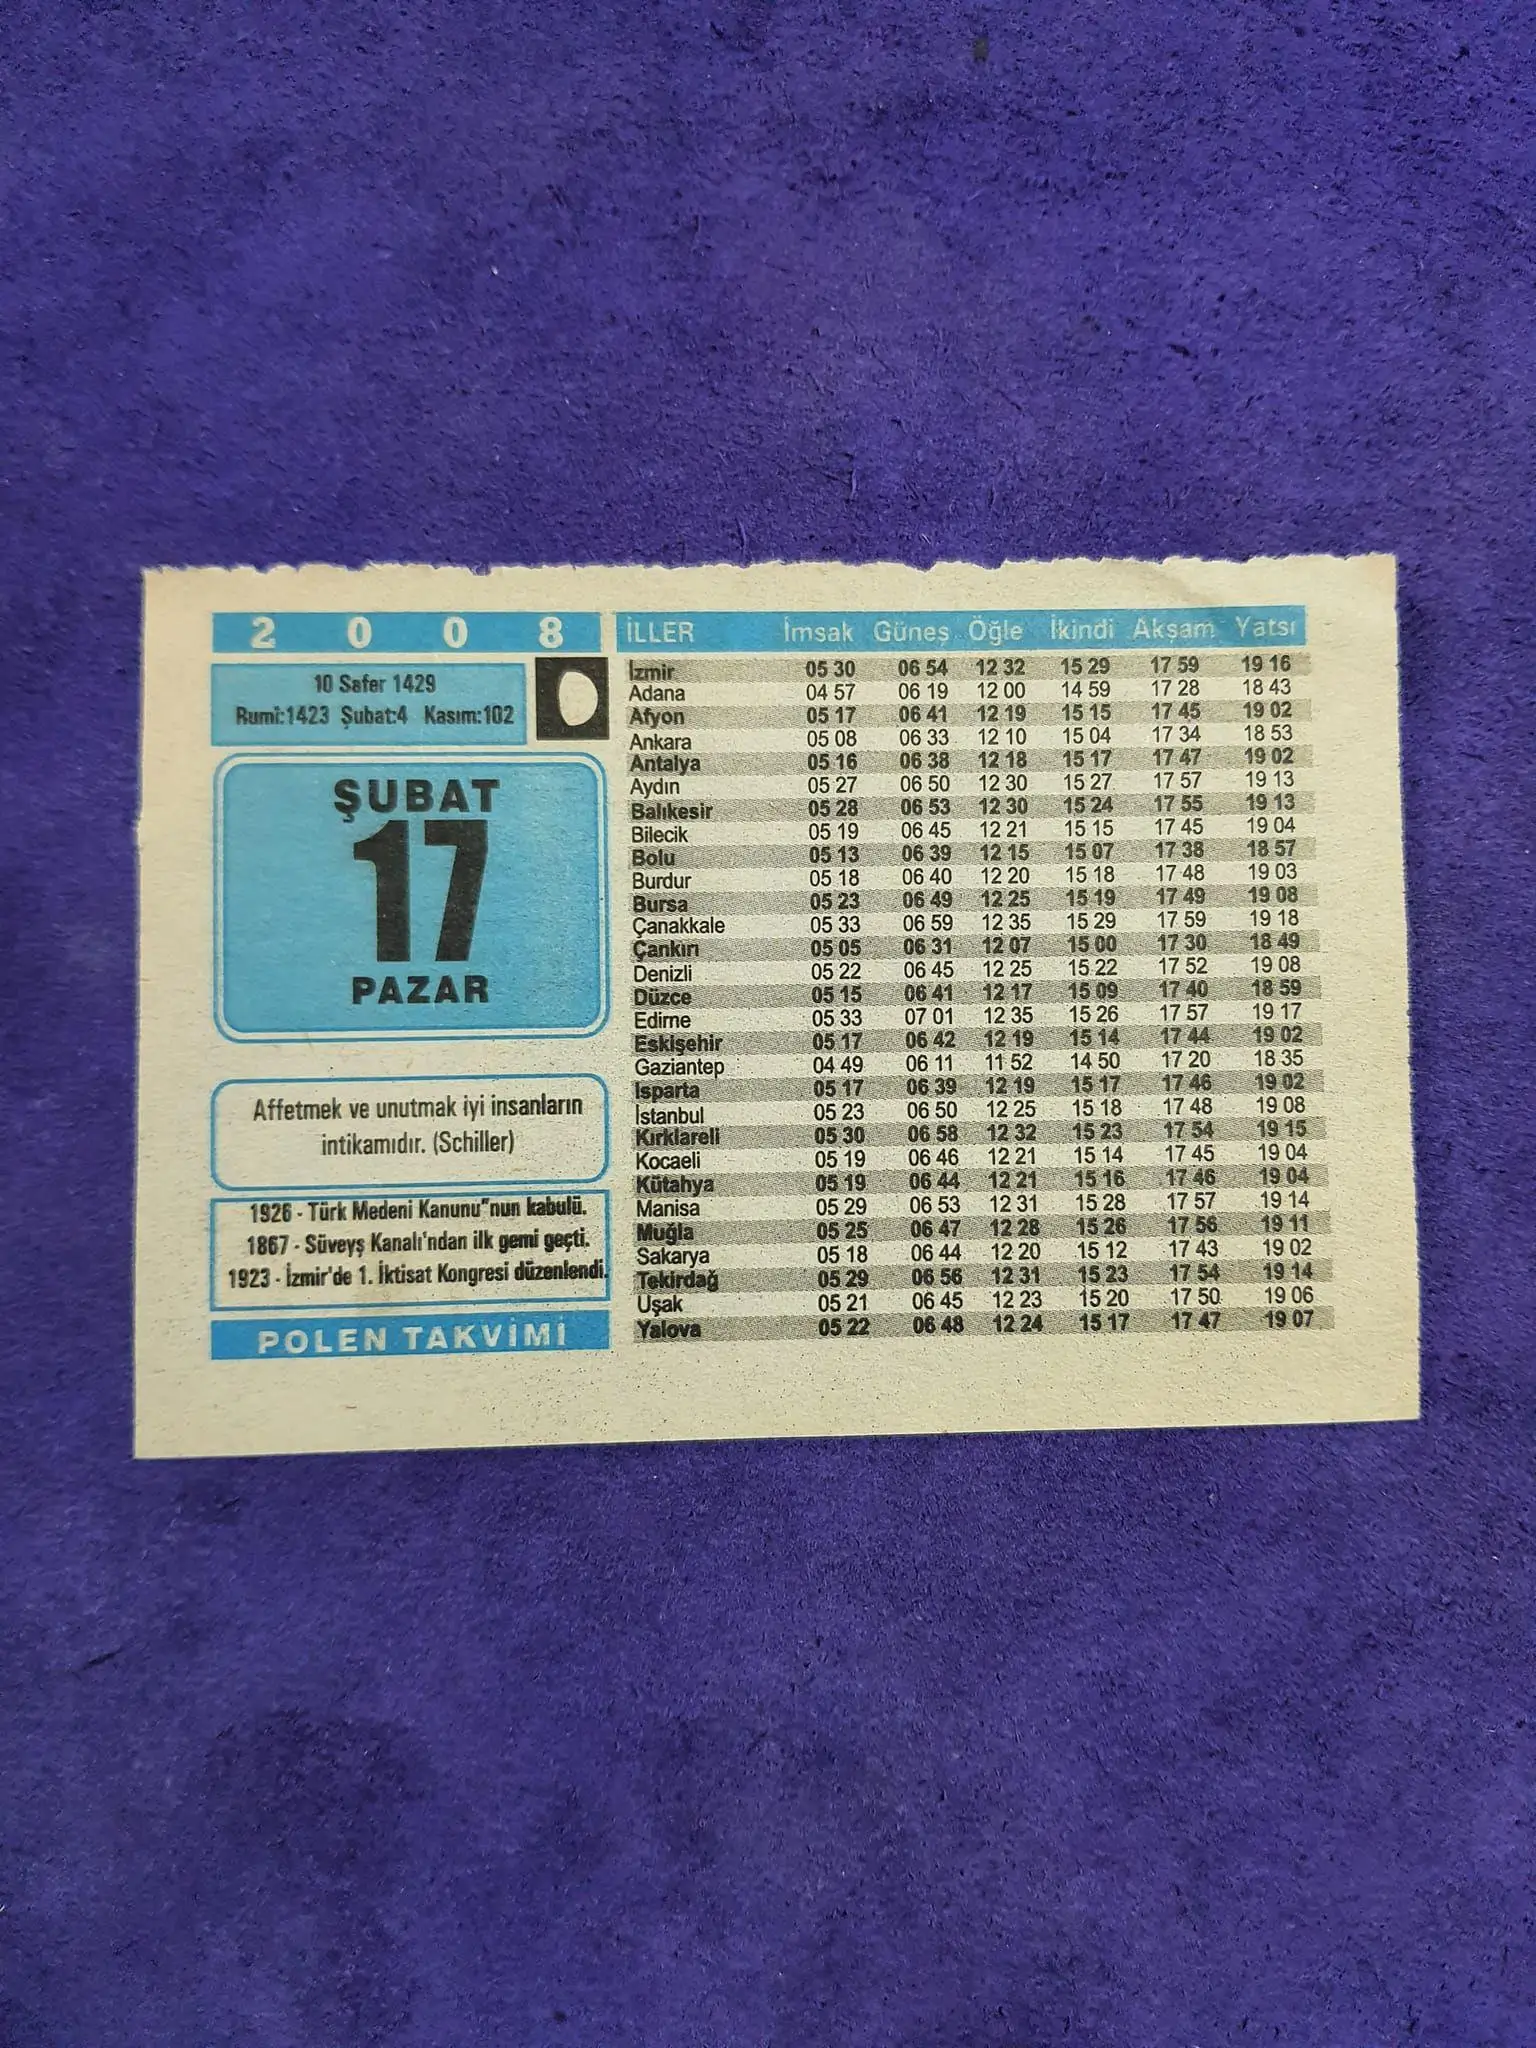 2 0 0 8
10 Safer 1429
Rumî:1423 Şubat:4 Kasım:102
ŞUBAT
17
PAZAR
Affetmek ve unutmak iyi insanların
intikamıdır. (Schiller)
1926 - Türk Medeni Kanunu"nun kabulü.
1867 - Süveyş Kanalı'ndan ilk gemi geçti.
1923 - İzmir'de 1. İktisat Kongresi düzenlendi.
POLEN TAKVİMİ
İLLER İmsak Güneş Öğle İkindi Akşam Yatsı
İzmir 05 30 06 54 12 32 15 29 17 59 19 16
Adana 04 57 06 19 12 00 14 59 17 28 18 43
Afyon 05 17 06 41 12 19 15 15 17 45 19 02
Ankara 05 08 06 33 12 10 15 04 17 34 18 53
Antalya 05 16 06 38 12 18 15 17 17 47 19 02
Aydın 05 27 06 50 12 30 15 27 17 57 19 13
Balıkesir 05 28 06 53 12 30 15 24 17 55 19 13
Bilecik 05 19 06 45 12 21 15 15 17 45 19 04
Bolu 05 13 06 39 12 15 15 07 17 38 18 57
Burdur 05 18 06 40 12 20 15 18 17 48 19 03
Bursa 05 23 06 49 12 25 15 19 17 49 19 08
Çanakkale 05 33 06 59 12 35 15 29 17 59 19 18
Çankırı 05 05 06 31 12 07 15 00 17 30 18 49
Denizli 05 22 06 45 12 25 15 22 17 52 19 08
Düzce 05 15 06 41 12 17 15 09 17 40 18 59
Edirne 05 33 07 01 12 35 15 26 17 57 19 17
Eskişehir 05 17 06 42 12 19 15 14 17 44 19 02
Gaziantep 04 49 06 11 11 52 14 50 17 20 18 35
Isparta 05 17 06 39 12 19 15 17 17 46 19 02
İstanbul 05 23 06 50 12 25 15 18 17 48 19 08
Kırklareli 05 30 06 58 12 32 15 23 17 54 19 15
Kocaeli 05 19 06 46 12 21 15 14 17 45 19 04
Kütahya 05 19 06 44 12 21 15 16 17 46 19 04
Manisa 05 29 06 53 12 31 15 28 17 57 19 14
Muğla 05 25 06 47 12 28 15 26 17 56 19 11
Sakarya 05 18 06 44 12 20 15 12 17 43 19 02
Tekirdağ 05 29 06 56 12 31 15 23 17 54 19 14
Uşak 05 21 06 45 12 23 15 20 17 50 19 06
Yalova 05 22 06 48 12 24 15 17 17 47 19 07